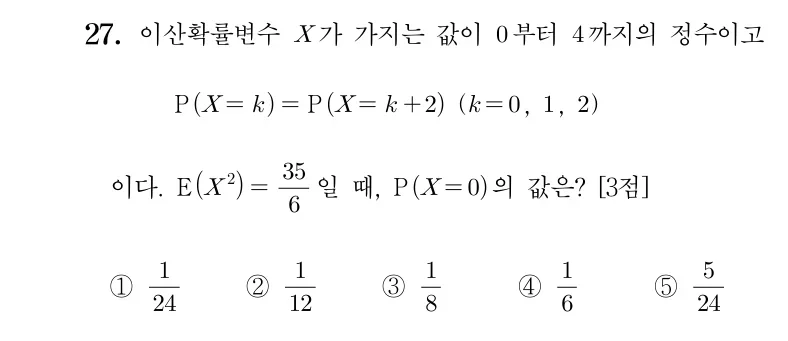 27. 이산확률변수 X가 가지는 값이 0부터 4까지의 정수이고
P(X=k)=P(X=k+2) (k=0, 1, 2)
이다. E(X²)=35/6일 때, P(X=0)의 값은? [3점]
① 1/24 ② 1/12 ③ 1/8 ④ 1/6 ⑤ 5/24